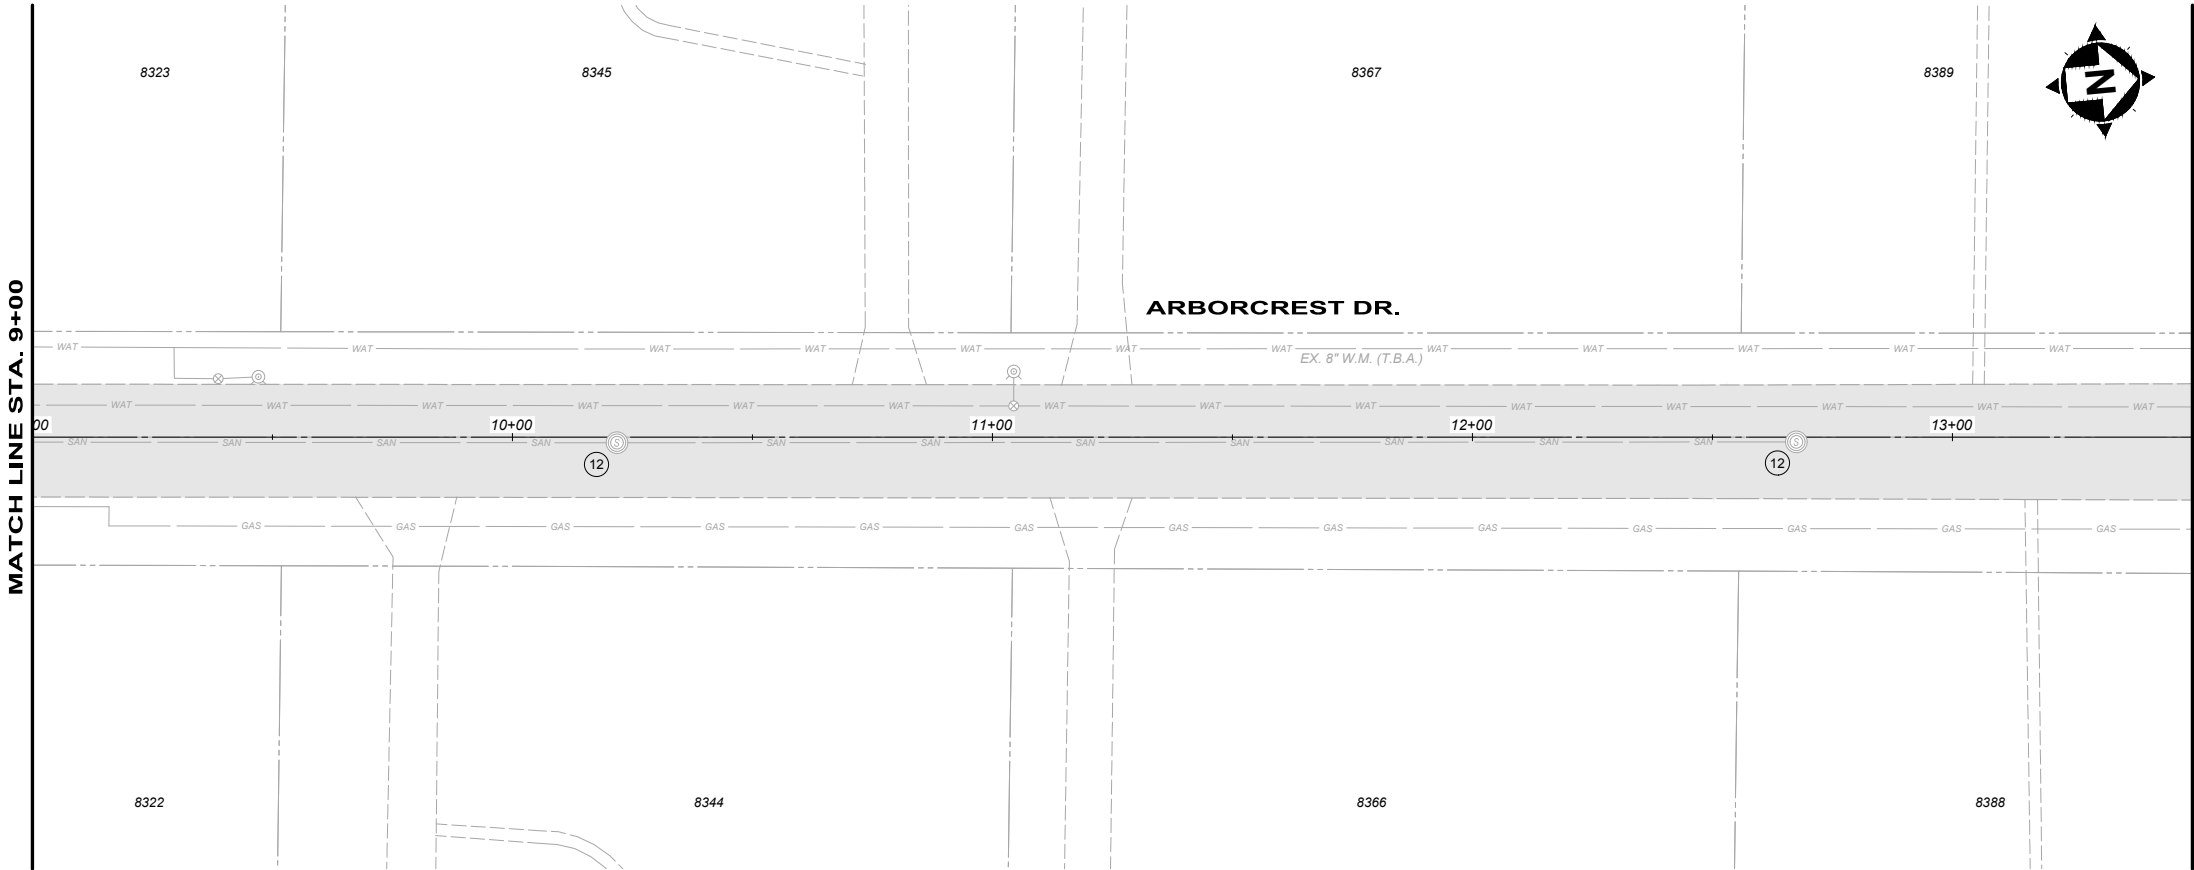 8323 8345 8367 8389
N
MATCH LINE STA. 9+00
ARBORCREST DR.
WAT WAT WAT WAT WAT WAT WAT WAT WAT WAT WAT WAT WAT
EX. 8" W.M. (T.B.A.)
WAT WAT WAT WAT WAT WAT WAT WAT WAT WAT WAT WAT WAT WAT
00 10+00 11+00 12+00 13+00
SAN SAN SAN SAN S SAN SAN SAN SAN SAN SAN SAN S
12 12
GAS GAS GAS GAS GAS GAS GAS GAS GAS GAS GAS GAS GAS
8322 8344 8366 8388